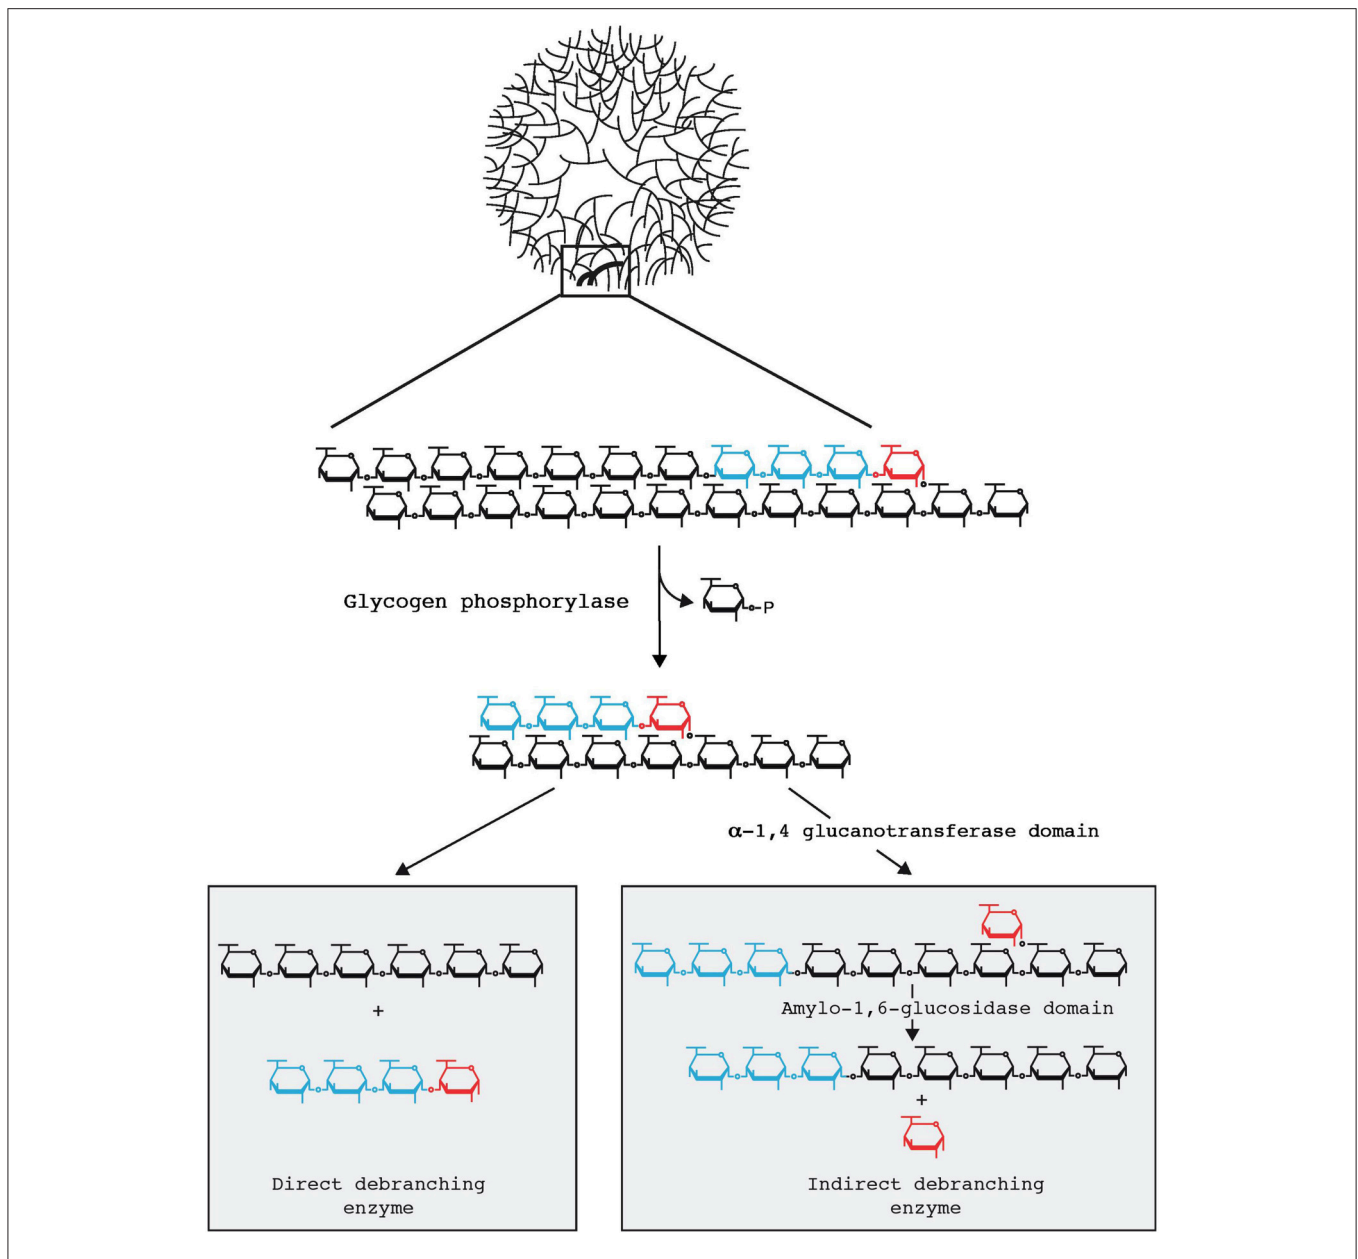 Glycogen phosphorylase
P
α-1,4 glucanotransferase domain
+
Amylo-1,6-glucosidase domain
+
Direct debranching
enzyme
Indirect debranching
enzyme